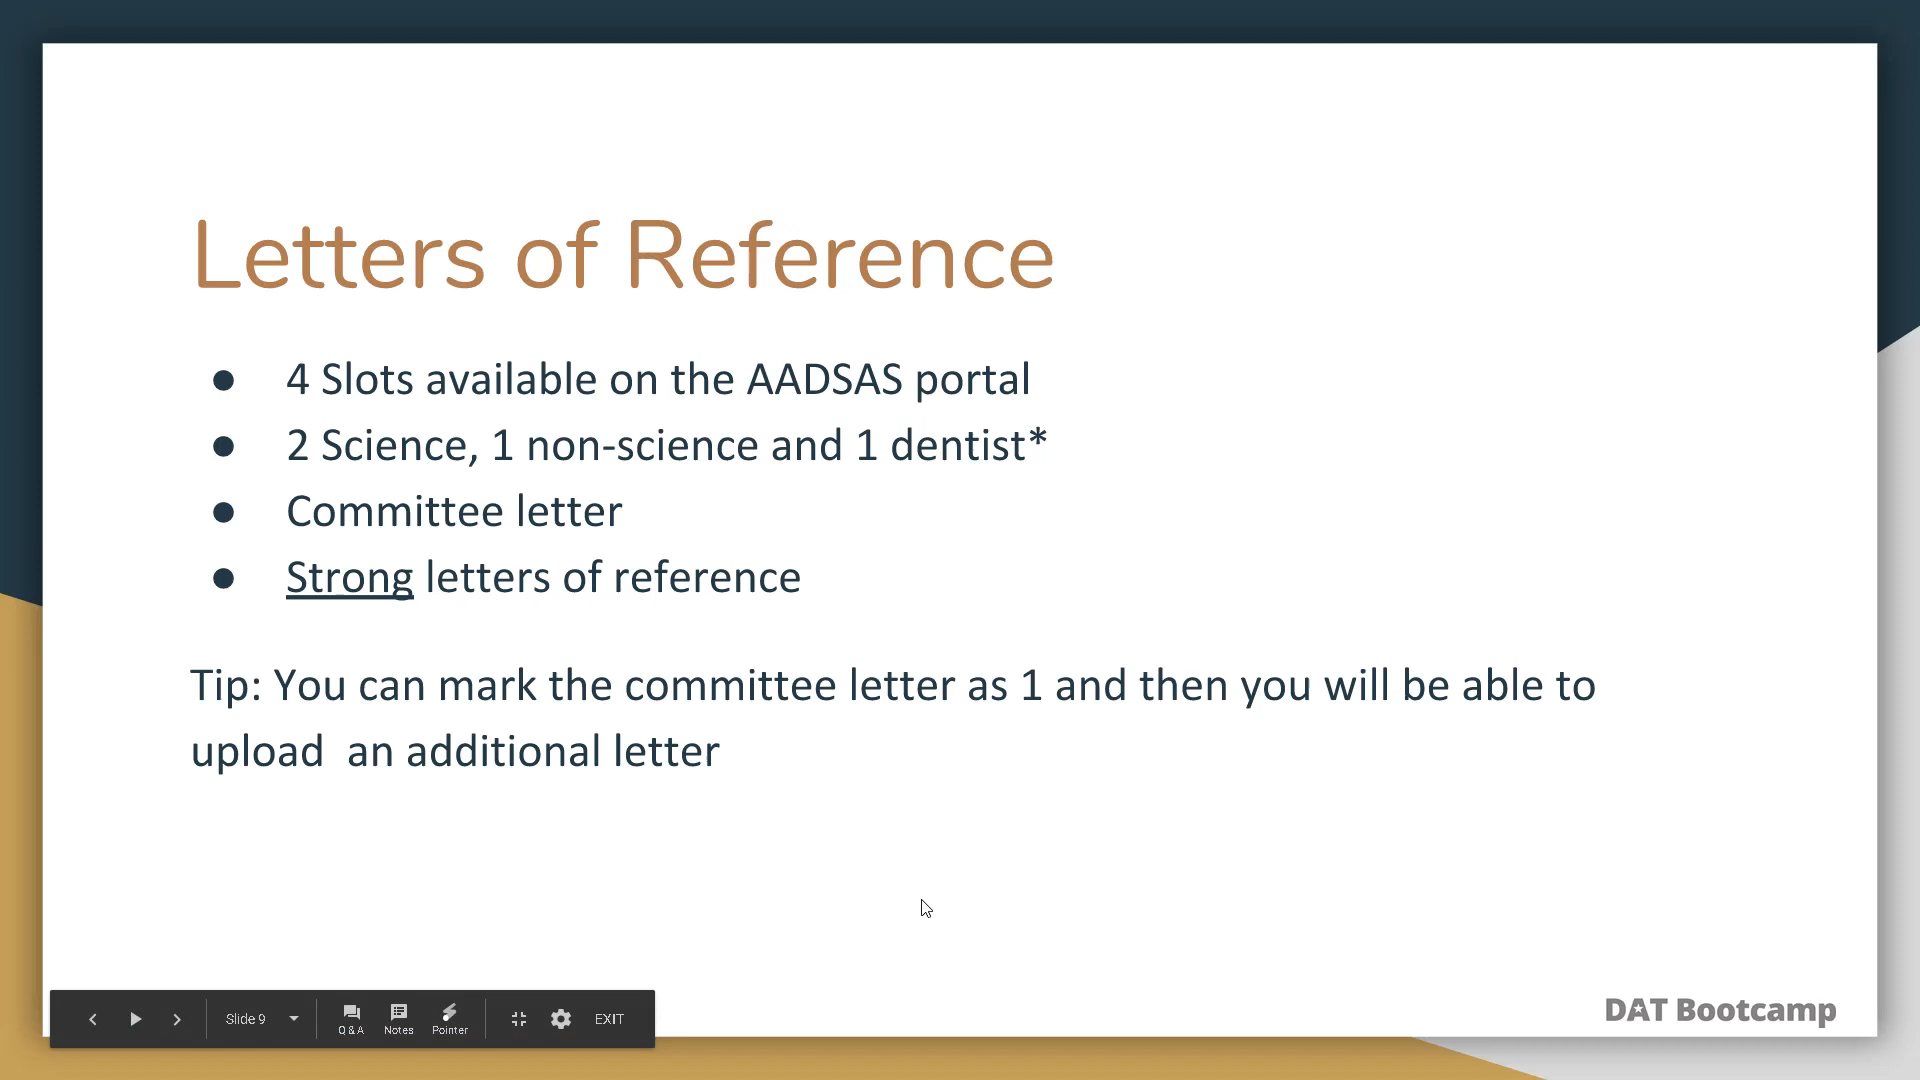 Letters of Reference
● 4 Slots available on the AADSAS portal
● 2 Science, 1 non-science and 1 dentist*
● Committee letter
● Strong letters of reference
Tip: You can mark the committee letter as 1 and then you will be able to
upload  an additional letter
DAT Bootcamp
Slide 9
Q & A
Notes
Pointer
EXIT